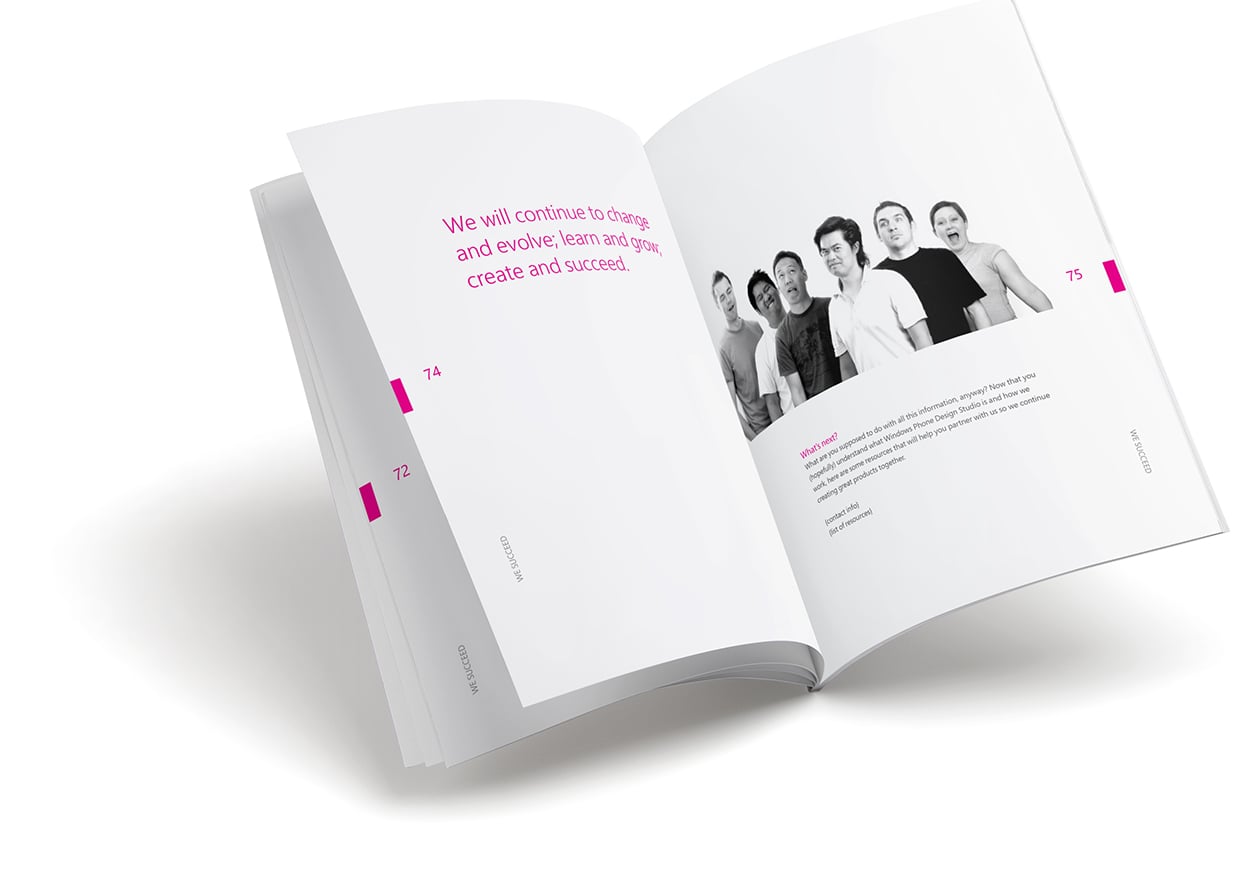 We will continue to change
and evolve; learn and grow;
create and succeed.
74
72
WE SUCCEED
WE SUCCEED
75
What's next?
What are you supposed to do with all this information, anyway? Now that you
(hopefully) understand what Windows Phone Design Studio is and how we
work, here are some resources that will help you partner with us so we continue
creating great products together.
{contact info}
{list of resources}
WE SUCCEED